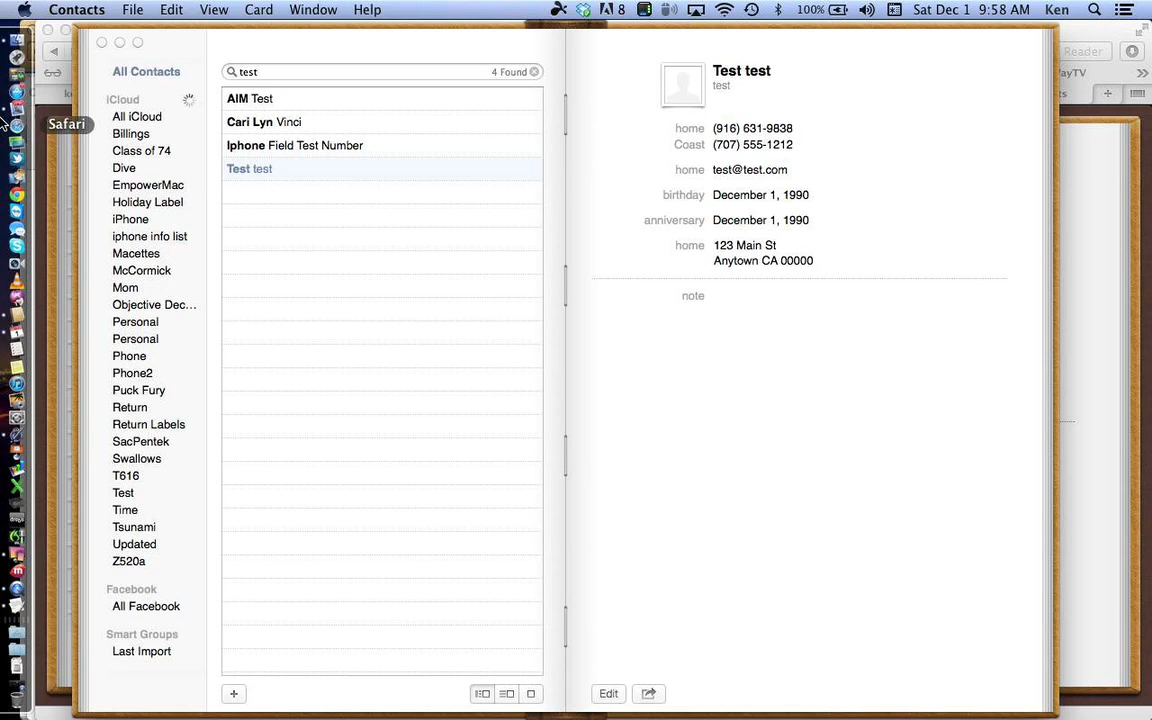 Contacts File Edit View Card Window Help 8 100% Sat Dec 1 9:58 AM Ken
Reader
PayTV
Safari
All Contacts
iCloud
All iCloud
Billings
Class of 74
Dive
EmpowerMac
Holiday Label
iPhone
iphone info list
Macettes
McCormick
Mom
Objective Dec...
Personal
Personal
Phone
Phone2
Puck Fury
Return
Return Labels
SacPentek
Swallows
T616
Test
Time
Tsunami
Updated
Z520a
Facebook
All Facebook
Smart Groups
Last Import
test 4 Found
AIM Test
Cari Lyn Vinci
Iphone Field Test Number
Test test
Test test
test
home (916) 631-9838
Coast (707) 555-1212
home test@test.com
birthday December 1, 1990
anniversary December 1, 1990
home 123 Main St
Anytown CA 00000
note
Edit